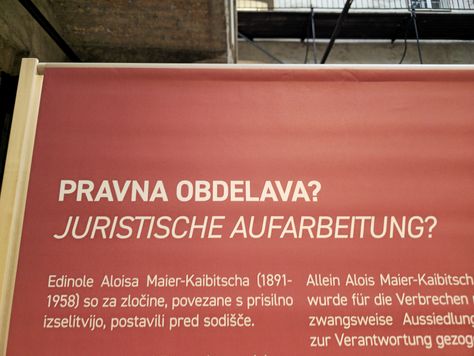 PRAVNA OBDELAVA?
JURISTISCHE AUFARBEITUNG?
Edinole Aloisa Maier-Kaibitscha (1891-
1958) so za zločine, povezane s prisilno
izselitvijo, postavili pred sodišče.
Allein Alois Maier-Kaibitsch
wurde für die Verbrechen
zwangsweise Aussiedlung
zur Verantwortung gezog